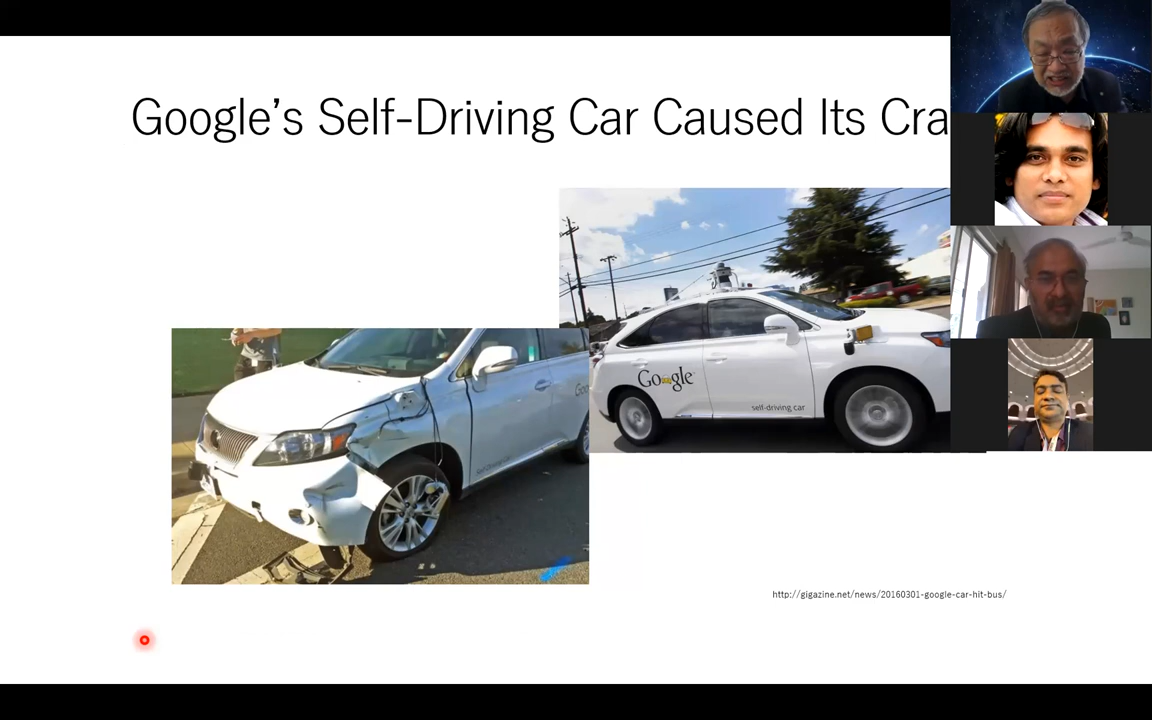 Google's Self-Driving Car Caused Its Cra
Google
self-driving car
http://gigazine.net/news/20160301-google-car-hit-bus/